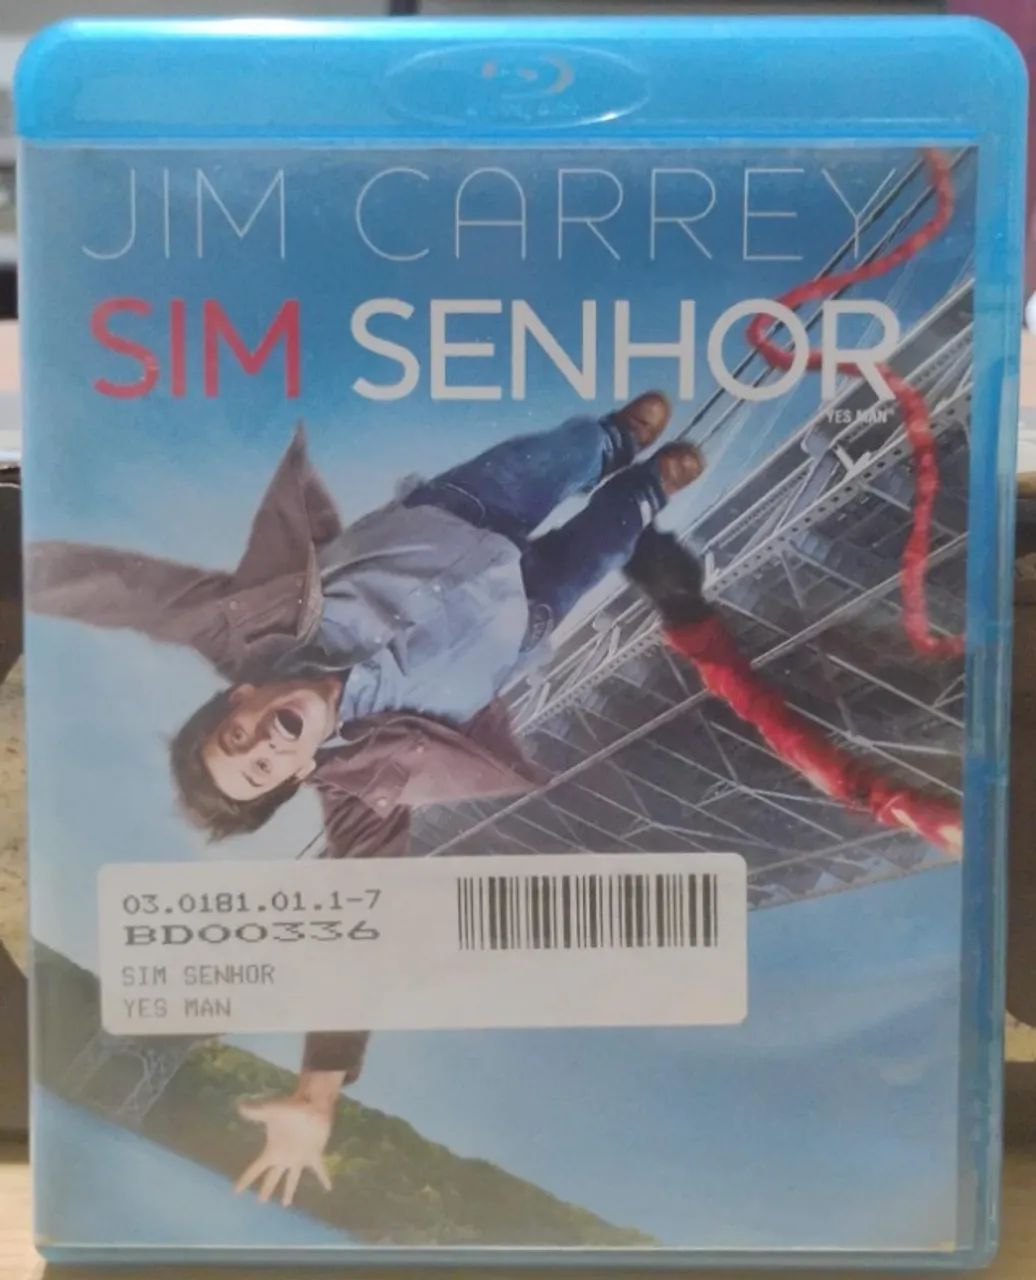 JIM CARREY
SIM SENHOR
YES MAN
03.0181.01.1-7
BD00336
SIM SENHOR
YES MAN